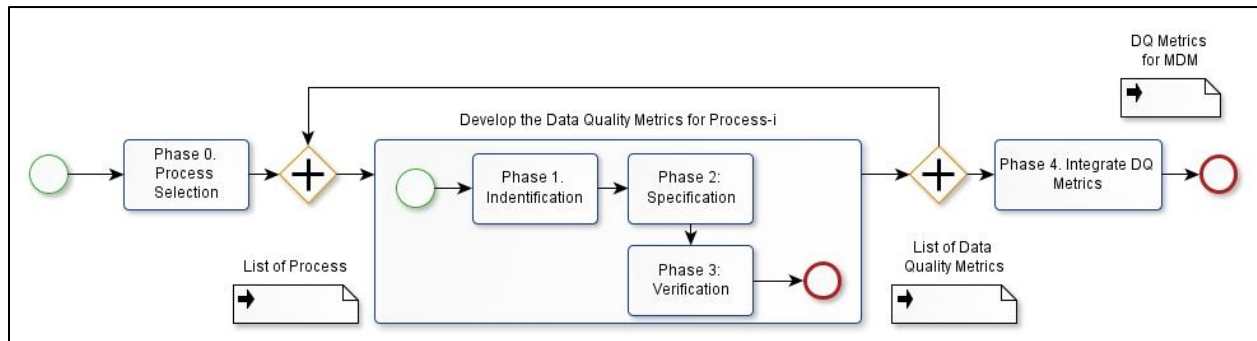 DQ Metrics
for MDM
Develop the Data Quality Metrics for Process-i
Phase 0.
Process
Selection
Phase 1.
Indentification
Phase 2:
Specification
Phase 4. Integrate DQ
Metrics
Phase 3:
Verification
List of Process
List of Data
Quality Metrics